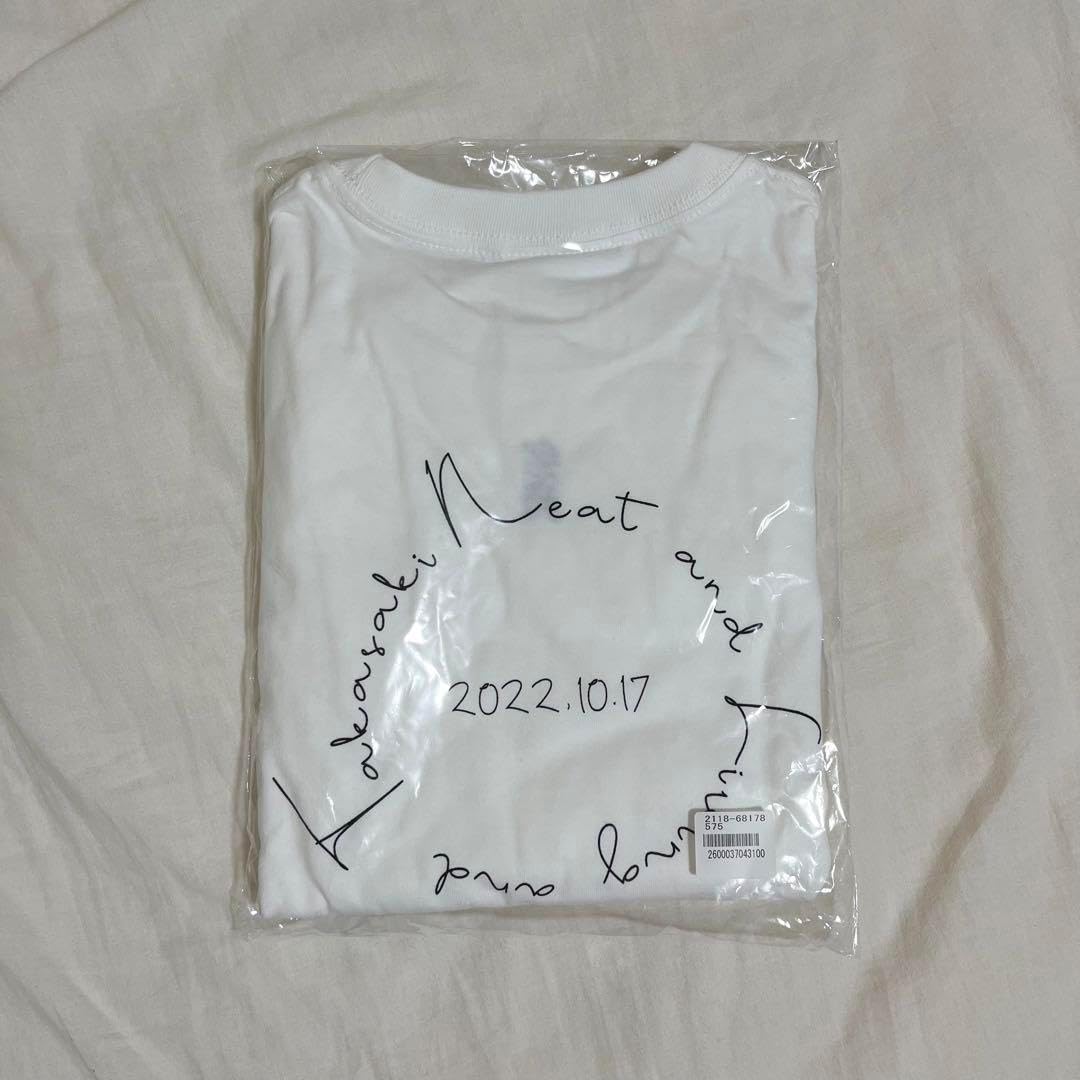 Takasaki Neat and Living and
2022.10.17
2118-68178
575
2600037043100